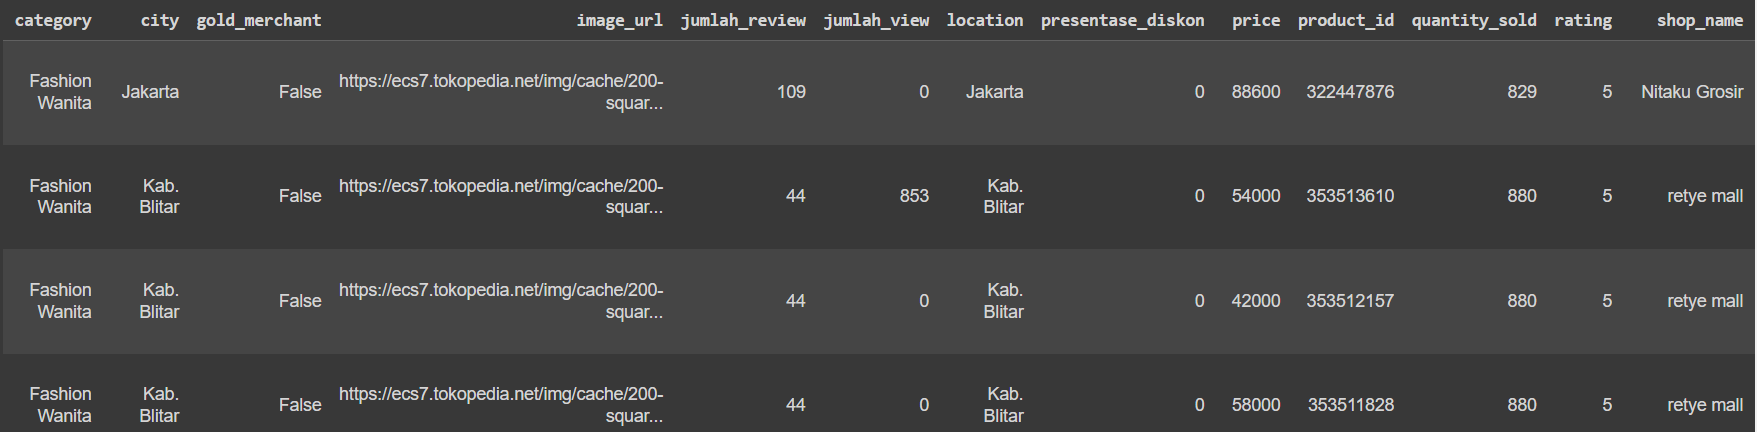 category city gold_merchant image_url jumlah_review jumlah_view location presentase_diskon price product_id quantity_sold rating shop_name
Fashion Wanita Jakarta False https://ecs7.tokopedia.net/img/cache/200-squar... 109 0 Jakarta 0 88600 322447876 829 5 Nitaku Grosir
Fashion Wanita Kab. Blitar False https://ecs7.tokopedia.net/img/cache/200-squar... 44 853 Kab. Blitar 0 54000 353513610 880 5 retye mall
Fashion Wanita Kab. Blitar False https://ecs7.tokopedia.net/img/cache/200-squar... 44 0 Kab. Blitar 0 42000 353512157 880 5 retye mall
Fashion Wanita Kab. Blitar False https://ecs7.tokopedia.net/img/cache/200-squar... 44 0 Kab. Blitar 0 58000 353511828 880 5 retye mall